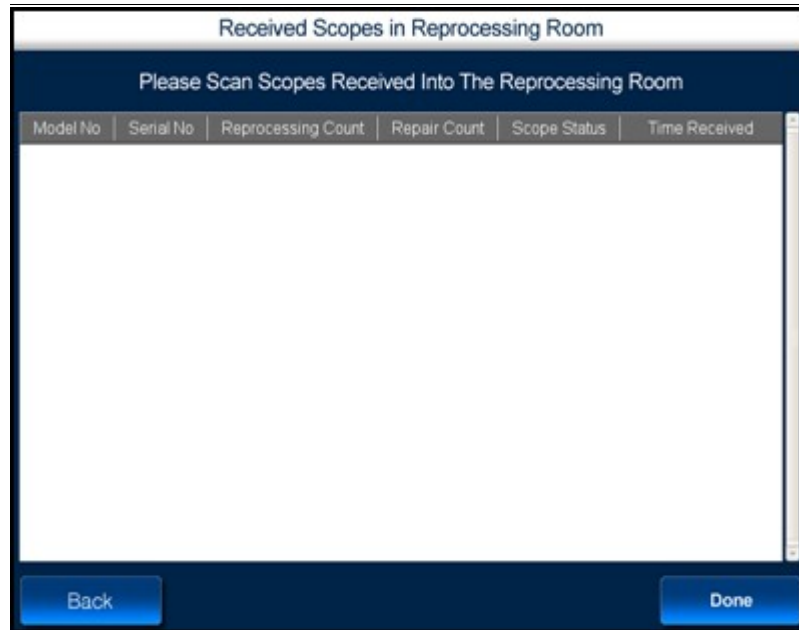 Received Scopes in Reprocessing Room
Please Scan Scopes Received Into The Reprocessing Room
Model No Serial No Reprocessing Count Repair Count Scope Status Time Received
Back Done